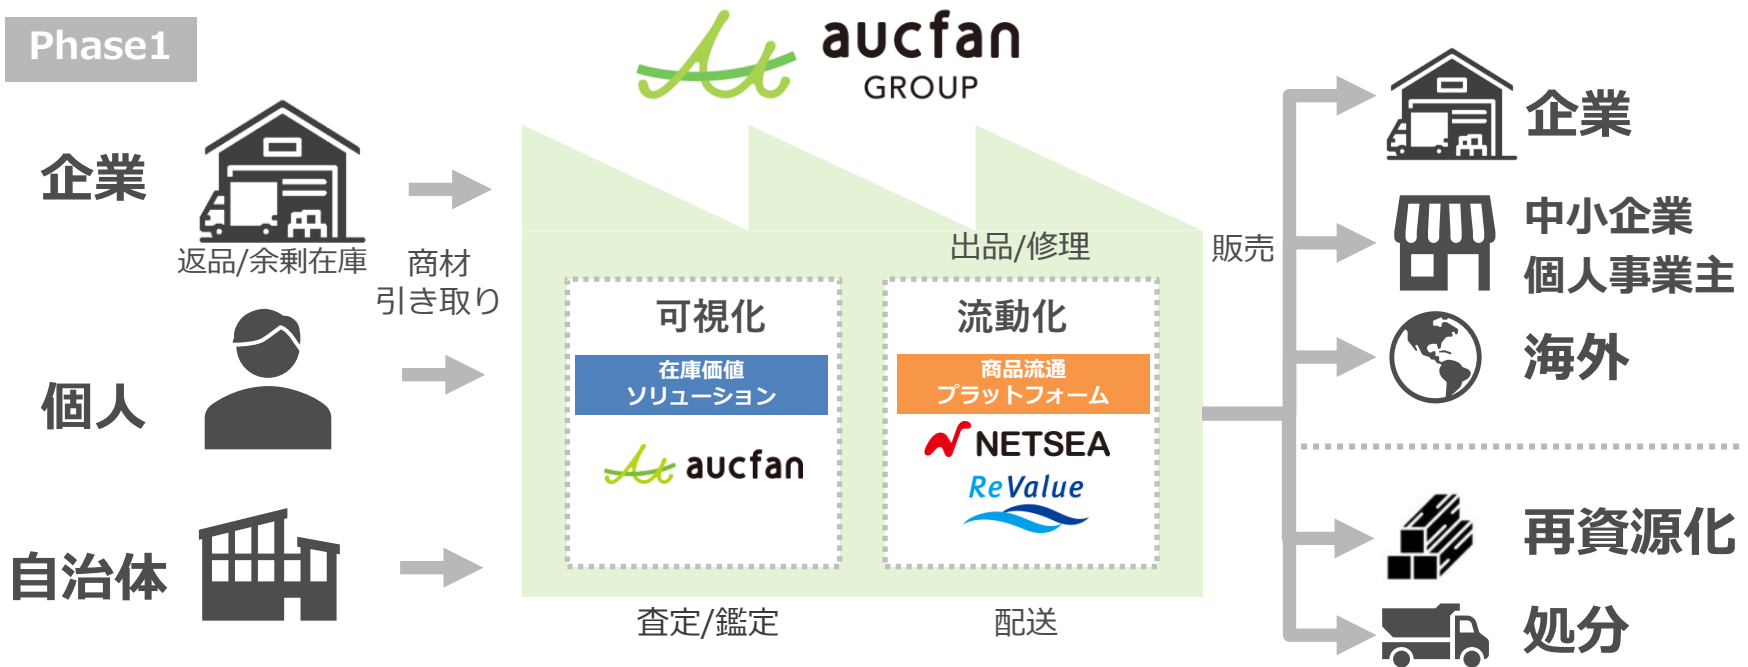 Phase1
aucfan
GROUP
企業
返品/余剰在庫
商材
引き取り
個人
自治体
出品/修理
可視化
在庫価値
ソリューション
aucfan
流動化
商品流通
プラットフォーム
NETSEA
ReValue
査定/鑑定
配送
販売
企業
中小企業
個人事業主
海外
再資源化
処分